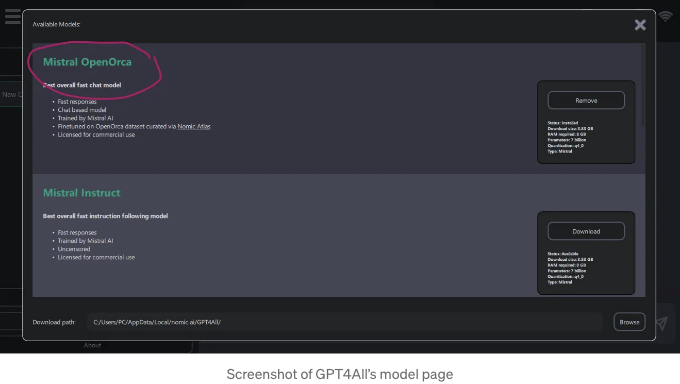 Available Models:
Mistral OpenOrca
Best overall fast chat model
• Fast responses
• Chat based model
• Trained by Mistral AI
• Finetuned on OpenOrca dataset curated via Nomic Atlas
• Licensed for commercial use
Remove
Status: Installed
Download size: 3.83 GB
RAM required: 8 GB
Parameters: 7 billion
Quantization: q4_0
Type: Mistral
New C
Mistral Instruct
Best overall fast instruction following model
• Fast responses
• Trained by Mistral AI
• Uncensored
• Licensed for commercial use
Download
Status: Available
Download size: 3.83 GB
RAM required: 8 GB
Parameters: 7 billion
Quantization: q4_0
Type: Mistral
Download path:
C:/Users/PC/AppData/Local/nomic.ai/GPT4All/
Browse
About
Screenshot of GPT4All’s model page